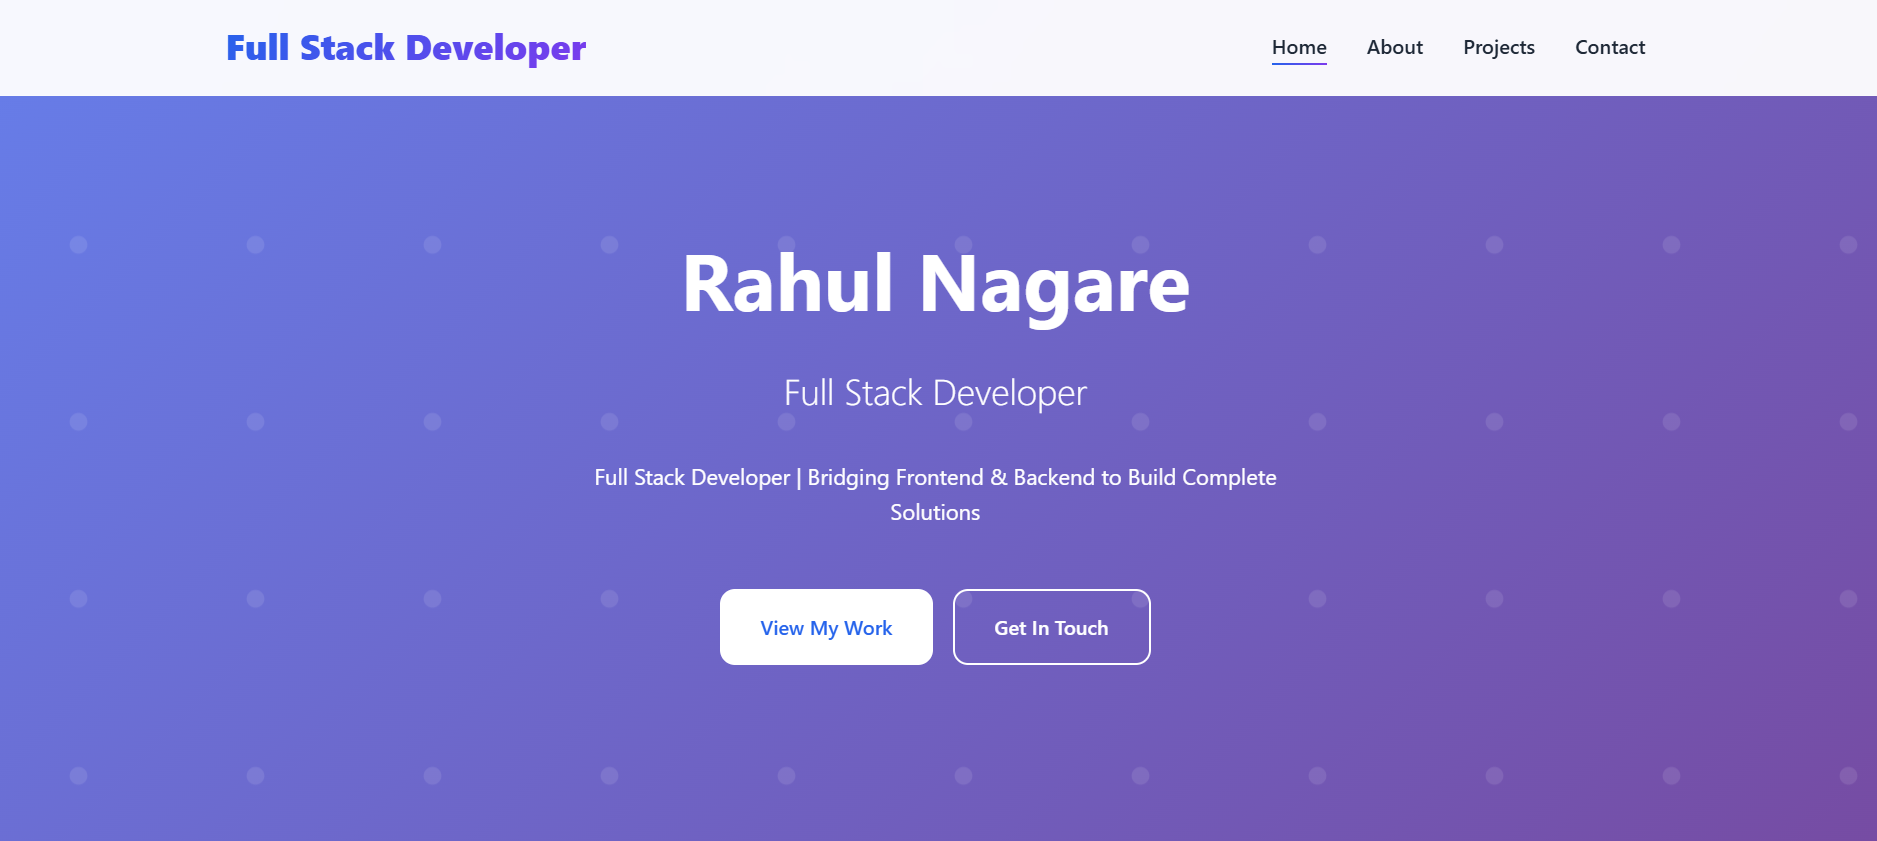 Full Stack Developer
Home About Projects Contact
Rahul Nagare
Full Stack Developer
Full Stack Developer | Bridging Frontend & Backend to Build Complete
Solutions
View My Work Get In Touch